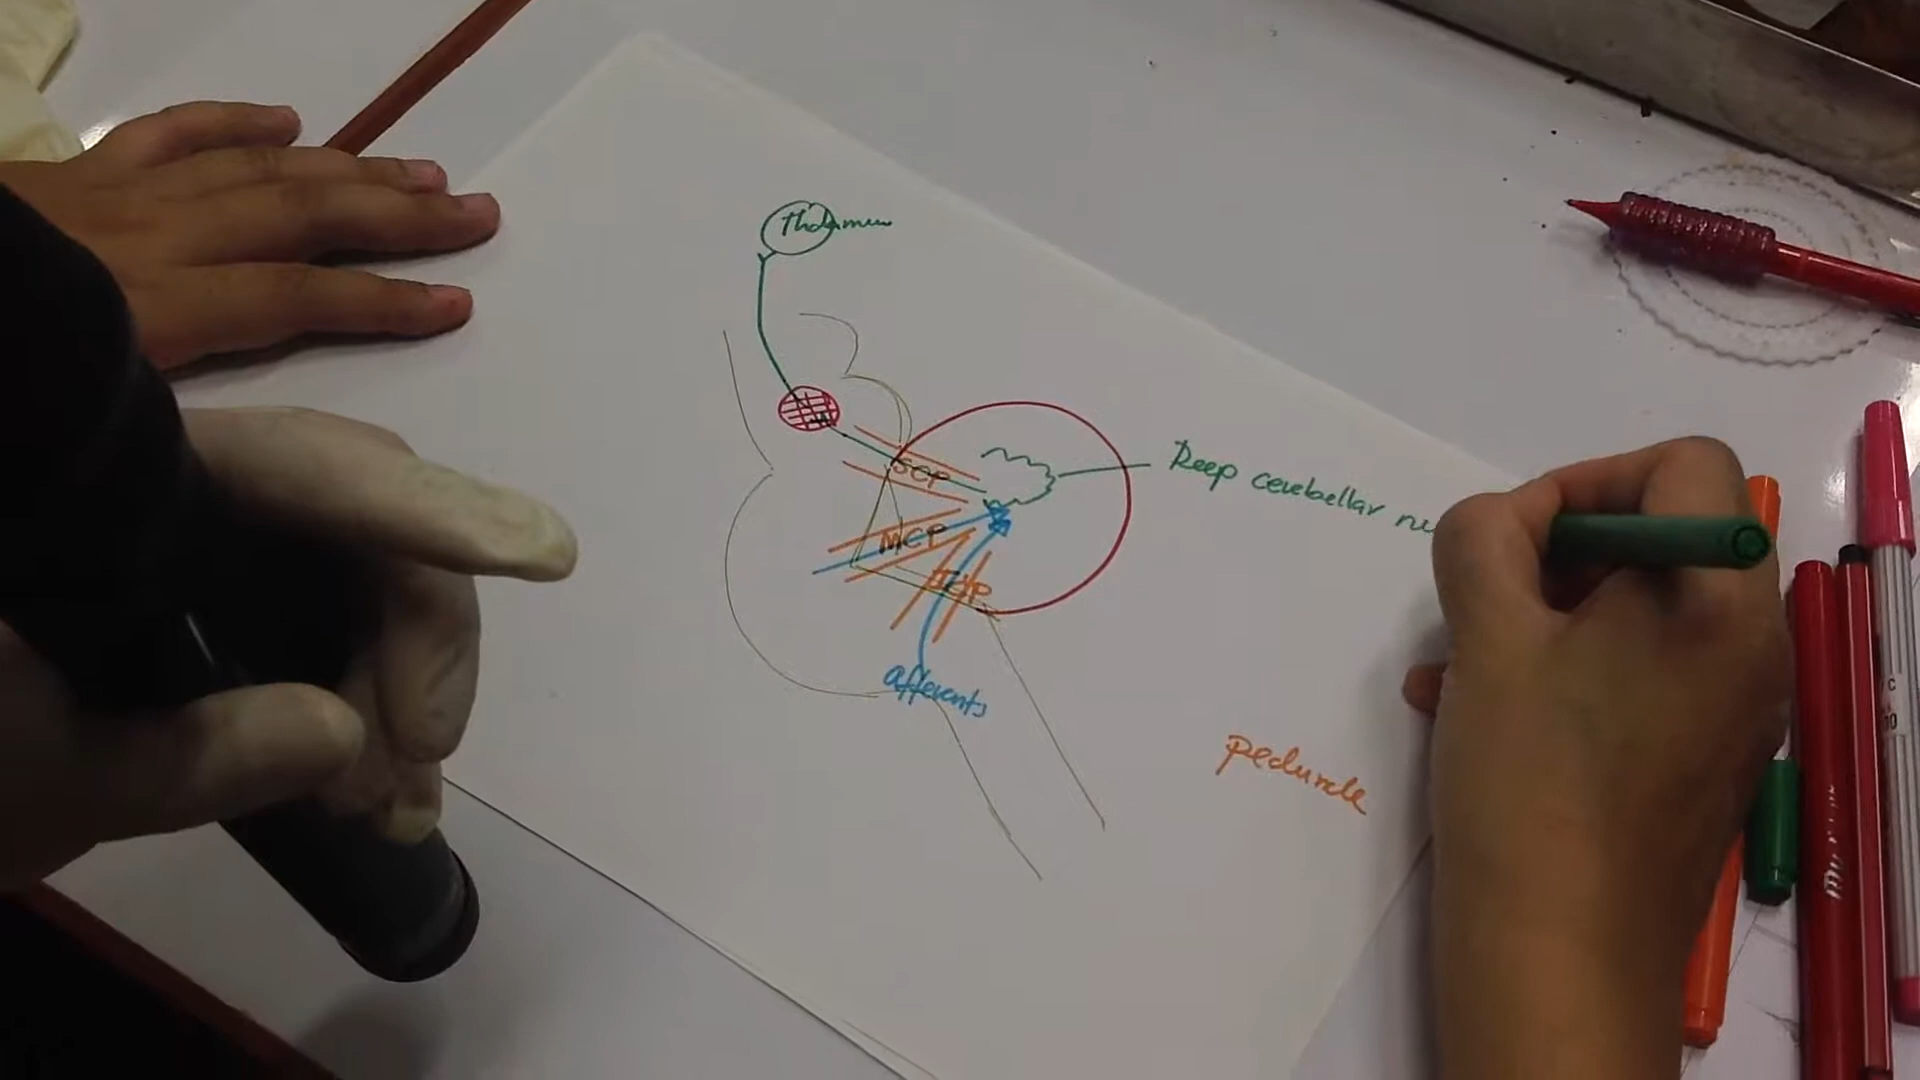 Thalamus
SCP
Deep cerebellar nu
MCP
ICP
afferents
peduncle